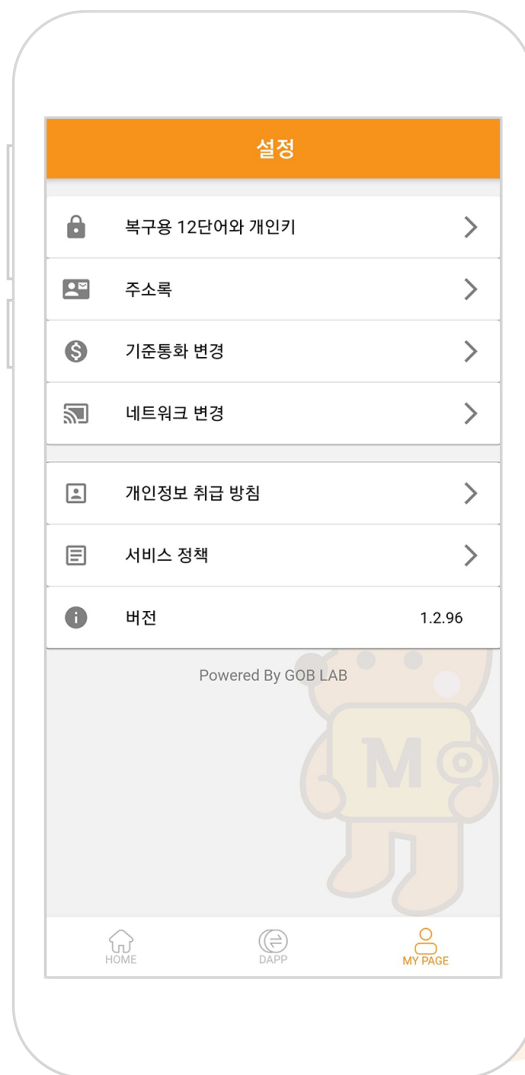 설정
복구용 12단어와 개인키
주소록
기준통화 변경
네트워크 변경
개인정보 취급 방침
서비스 정책
버전 1.2.96
Powered By GOB LAB
M
HOME DAPP MY PAGE